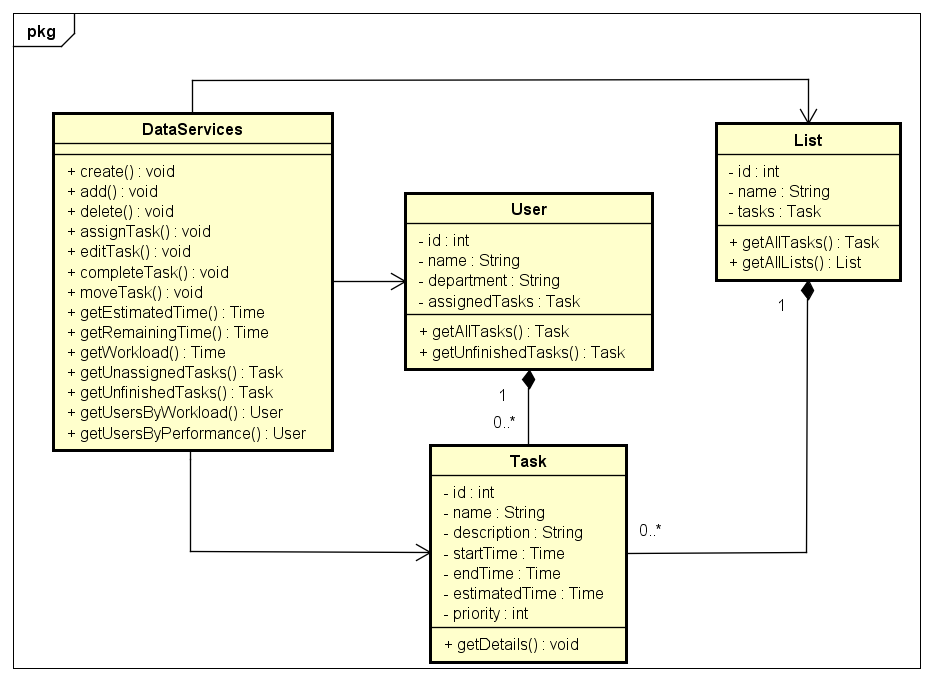 pkg
DataServices
+ create() : void
+ add() : void
+ delete() : void
+ assignTask() : void
+ editTask() : void
+ completeTask() : void
+ moveTask() : void
+ getEstimatedTime() : Time
+ getRemainingTime() : Time
+ getWorkload() : Time
+ getUnassignedTasks() : Task
+ getUnfinishedTasks() : Task
+ getUsersByWorkload() : User
+ getUsersByPerformance() : User
User
- id : int
- name : String
- department : String
- assignedTasks : Task
+ getAllTasks() : Task
+ getUnfinishedTasks() : Task
List
- id : int
- name : String
- tasks : Task
+ getAllTasks() : Task
+ getAllLists() : List
1
1
0..*
Task
- id : int
- name : String
- description : String
- startTime : Time
- endTime : Time
- estimatedTime : Time
- priority : int
+ getDetails() : void
0..*